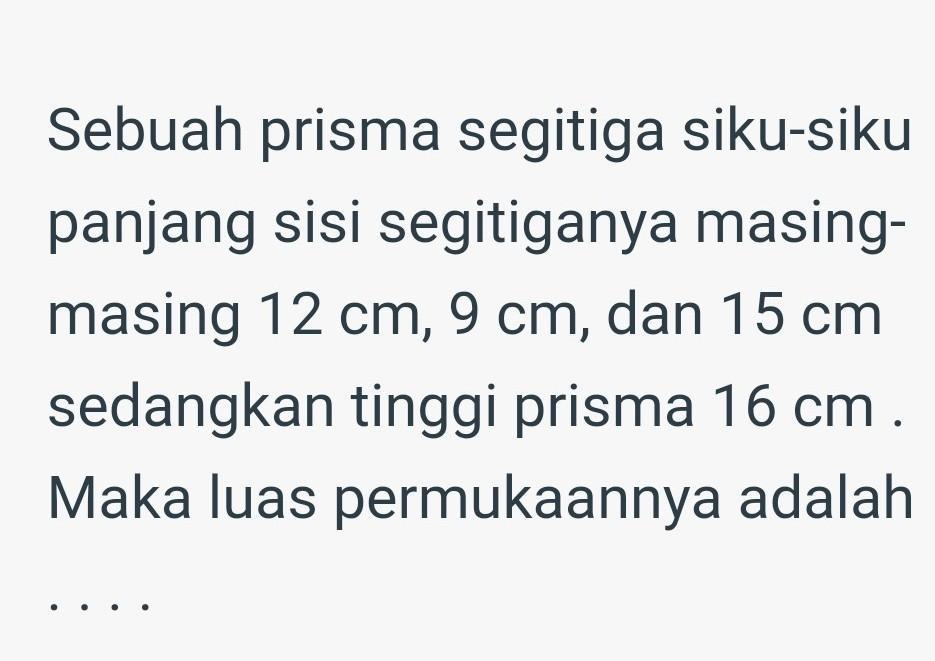 Sebuah prisma segitiga siku-siku
panjang sisi segitiganya masing-
masing 12 cm, 9 cm, dan 15 cm
sedangkan tinggi prisma 16 cm .
Maka luas permukaannya adalah
. . . .